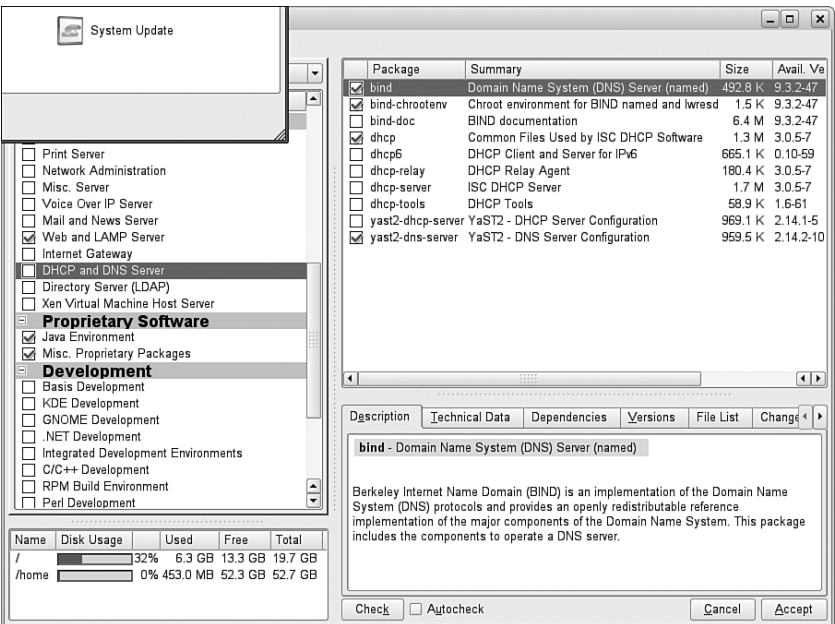 System Update
Print Server
Network Administration
Misc. Server
Voice Over IP Server
Mail and News Server
Web and LAMP Server
Internet Gateway
DHCP and DNS Server
Directory Server (LDAP)
Xen Virtual Machine Host Server
Proprietary Software
Java Environment
Misc. Proprietary Packages
Development
Basis Development
KDE Development
GNOME Development
.NET Development
Integrated Development Environments
C/C++ Development
RPM Build Environment
Perl Development
Name Disk Usage Used Free Total
/ 32% 6.3 GB 13.3 GB 19.7 GB
/home 0% 453.0 MB 52.3 GB 52.7 GB
Package Summary Size Avail. Ve
bind Domain Name System (DNS) Server (named) 492.8 K 9.3.2-47
bind-chrootenv Chroot environment for BIND named and lwresd 1.5 K 9.3.2-47
bind-doc BIND documentation 6.4 M 9.3.2-47
dhcp Common Files Used by ISC DHCP Software 1.3 M 3.0.5-7
dhcp6 DHCP Client and Server for IPv6 665.1 K 0.10-59
dhcp-relay DHCP Relay Agent 180.4 K 3.0.5-7
dhcp-server ISC DHCP Server 1.7 M 3.0.5-7
dhcp-tools DHCP Tools 58.9 K 1.6-61
yast2-dhcp-server YaST2 - DHCP Server Configuration 969.1 K 2.14.1-5
yast2-dns-server YaST2 - DNS Server Configuration 959.5 K 2.14.2-10
Description Technical Data Dependencies Versions File List Change
bind - Domain Name System (DNS) Server (named)
Berkeley Internet Name Domain (BIND) is an implementation of the Domain Name
System (DNS) protocols and provides an openly redistributable reference
implementation of the major components of the Domain Name System. This package
includes the components to operate a DNS server.
Check Autocheck Cancel Accept